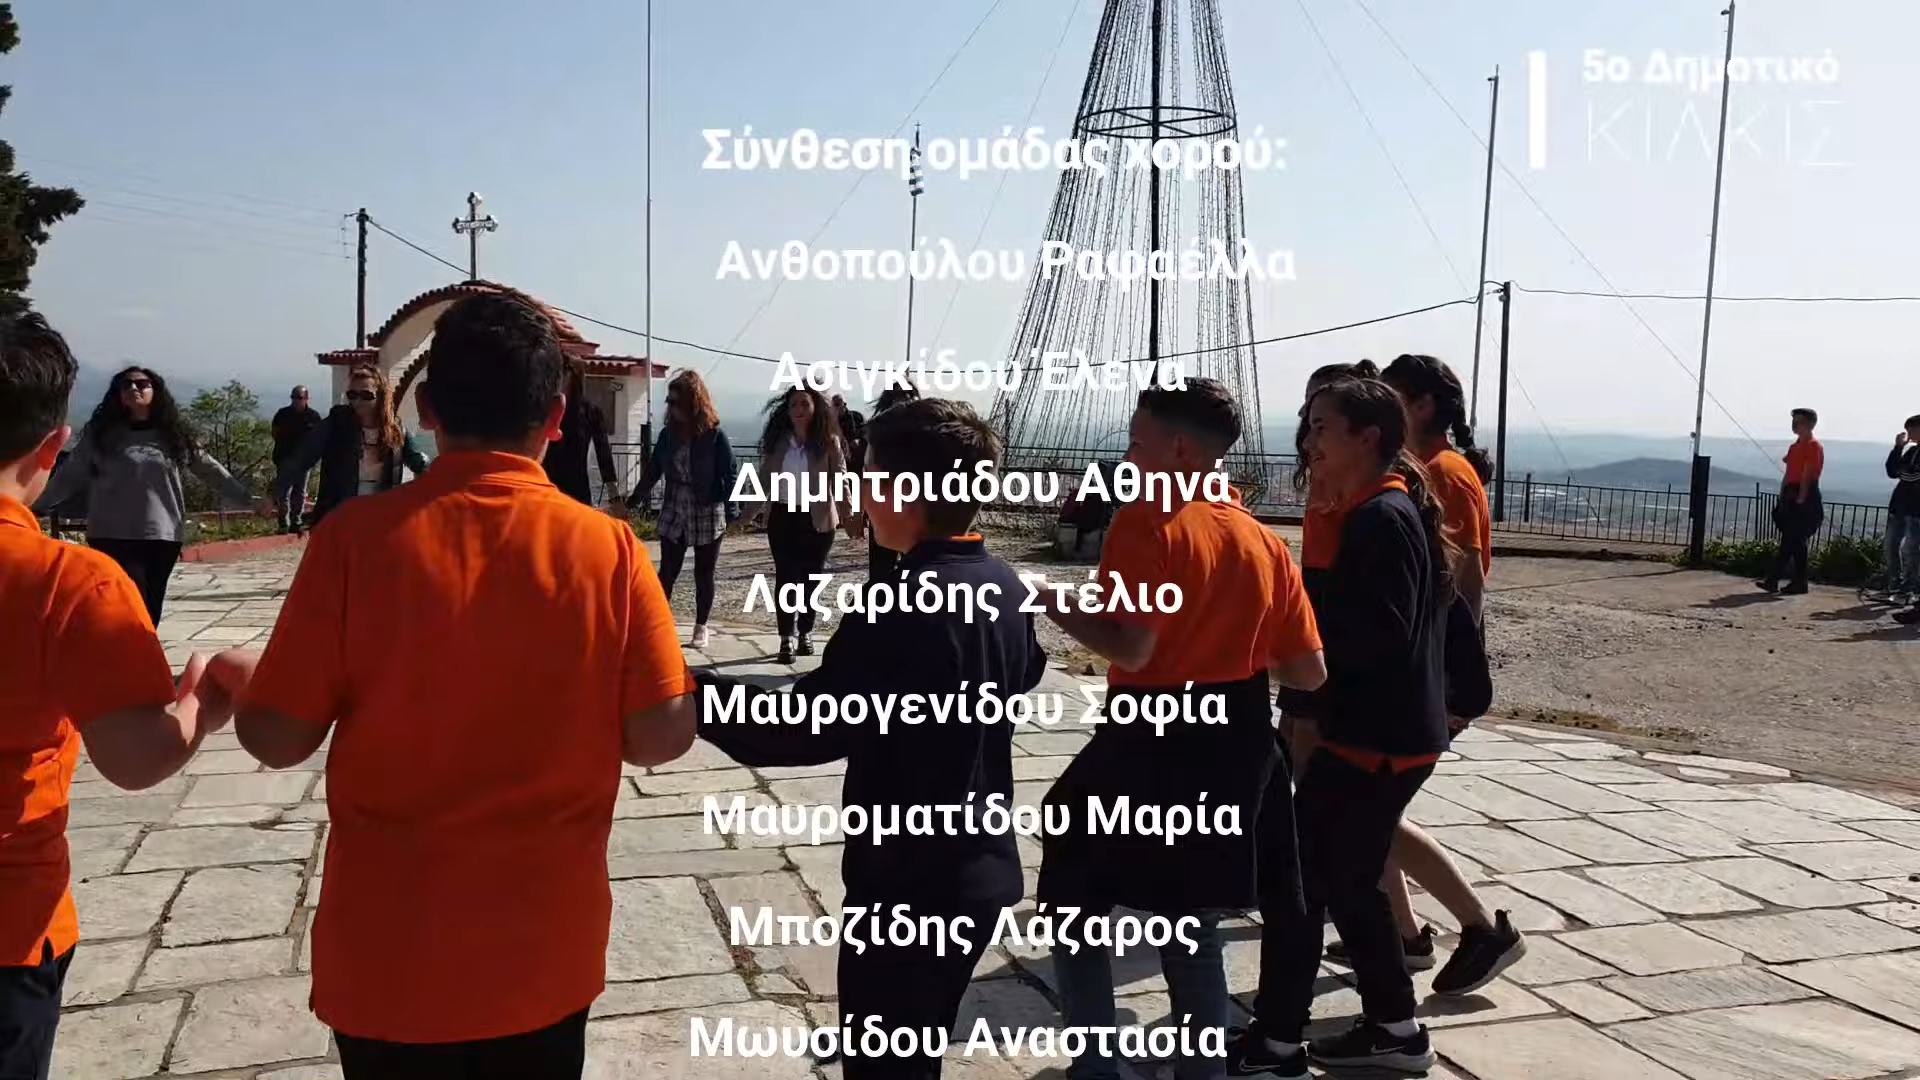 5ο Δημοτικό
ΚΙΛΚΙΣ
Σύνθεση ομάδας χορού:
Ανθοπούλου Ραφαέλλα
Ασιγκίδου Έλενα
Δημητριάδου Αθηνά
Λαζαρίδης Στέλιο
Μαυρογενίδου Σοφία
Μαυροματίδου Μαρία
Μποζίδης Λάζαρος
Μωυσίδου Αναστασία